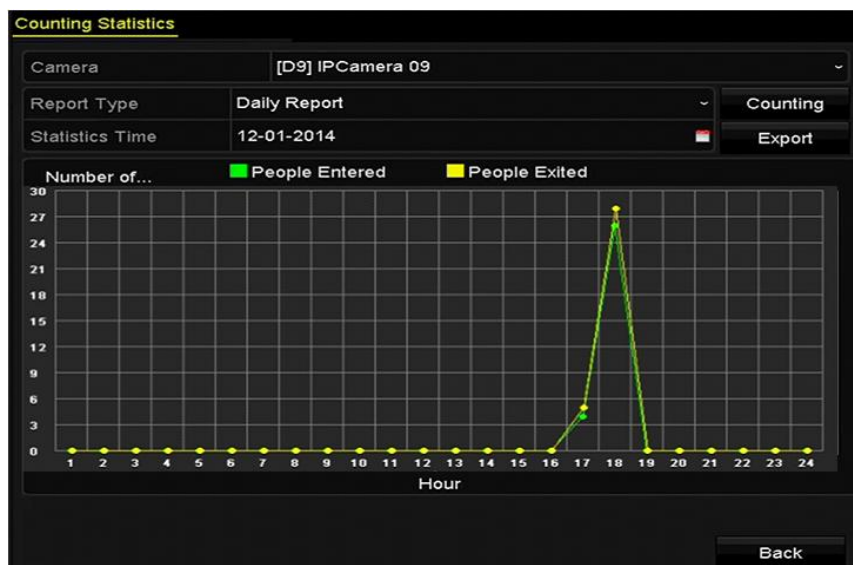 Counting Statistics
Camera [D9] IPCamera 09
Report Type Daily Report Counting
Statistics Time 12-01-2014 Export
Number of... People Entered People Exited
30
27
24
21
18
15
12
9
6
3
0
1 2 3 4 5 6 7 8 9 10 11 12 13 14 15 16 17 18 19 20 21 22 23 24
Hour
Back